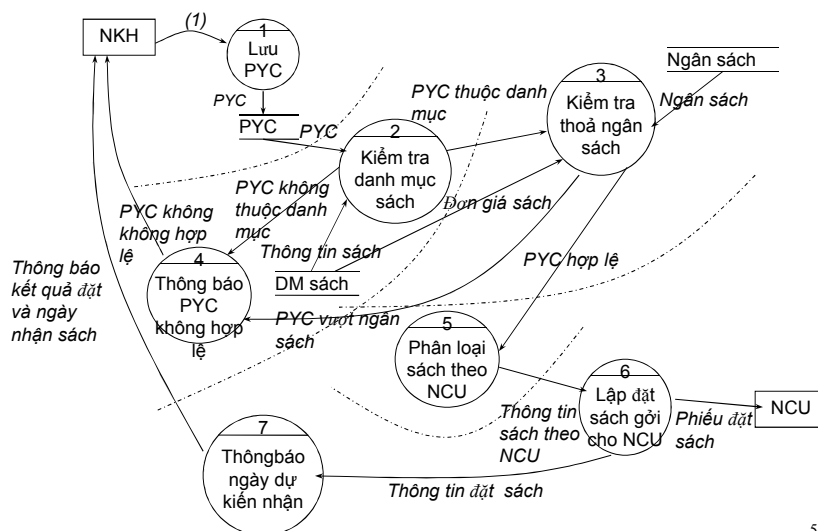 NKH
(1)
1
Lưu
PYC
PYC
PYC
PYC
2
Kiểm tra
danh mục
sách
PYC thuộc danh
mục
3
Kiểm tra
thoả ngân
sách
Ngân sách
Ngân sách
PYC không
thuộc danh
mục
Đơn giá sách
Thông tin sách
DM sách
PYC không
không hợp
lệ
4
Thông báo
PYC
không hợp
lệ
Thông báo
kết quả đặt
và ngày
nhận sách
PYC vượt ngân
sách
PYC hợp lệ
5
Phân loại
sách theo
NCU
Thông tin
sách theo
NCU
6
Lập đặt
sách gởi
cho NCU
Phiếu đặt
sách
NCU
7
Thôngbáo
ngày dự
kiến nhận
Thông tin đặt sách
5